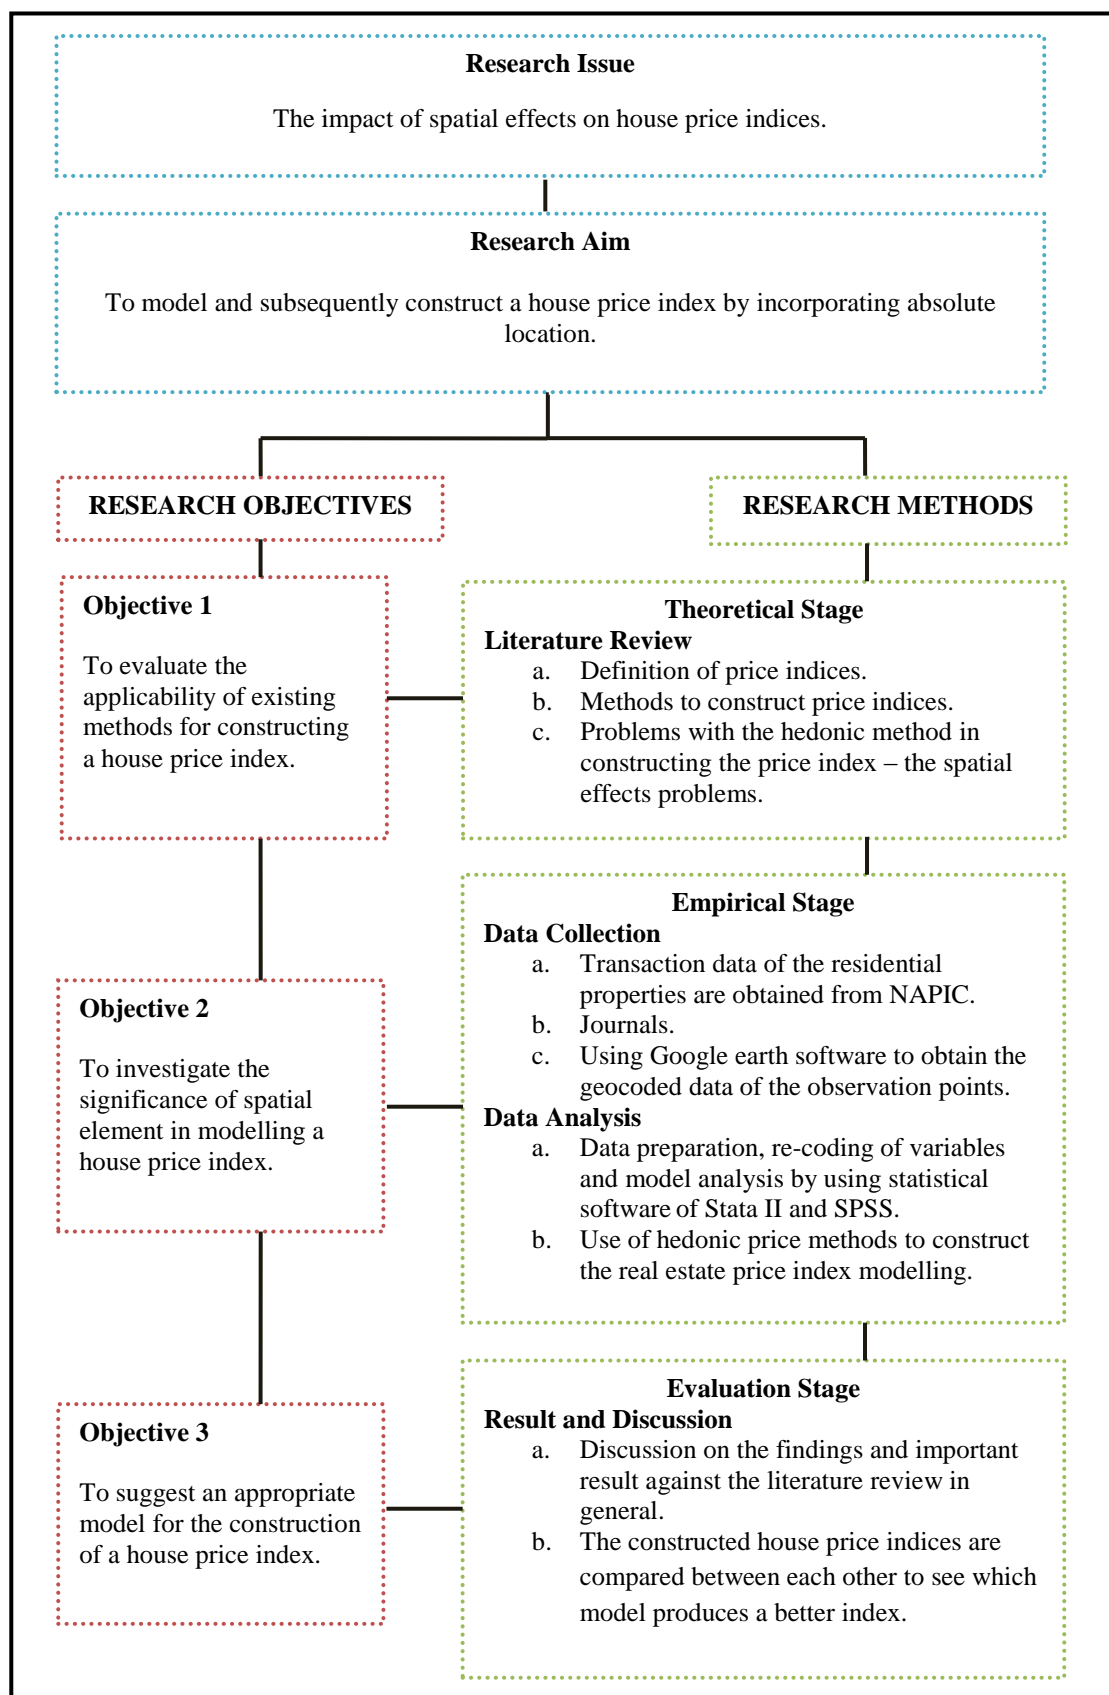 Research Issue
The impact of spatial effects on house price indices.
Research Aim
To model and subsequently construct a house price index by incorporating absolute
location.
RESEARCH OBJECTIVES
RESEARCH METHODS
Objective 1
To evaluate the
applicability of existing
methods for constructing
a house price index.
Theoretical Stage
Literature Review
a. Definition of price indices.
b. Methods to construct price indices.
c. Problems with the hedonic method in
constructing the price index – the spatial
effects problems.
Objective 2
To investigate the
significance of spatial
element in modelling a
house price index.
Empirical Stage
Data Collection
a. Transaction data of the residential
properties are obtained from NAPIC.
b. Journals.
c. Using Google earth software to obtain the
geocoded data of the observation points.
Data Analysis
a. Data preparation, re-coding of variables
and model analysis by using statistical
software of Stata II and SPSS.
b. Use of hedonic price methods to construct
the real estate price index modelling.
Objective 3
To suggest an appropriate
model for the construction
of a house price index.
Evaluation Stage
Result and Discussion
a. Discussion on the findings and important
result against the literature review in
general.
b. The constructed house price indices are
compared between each other to see which
model produces a better index.